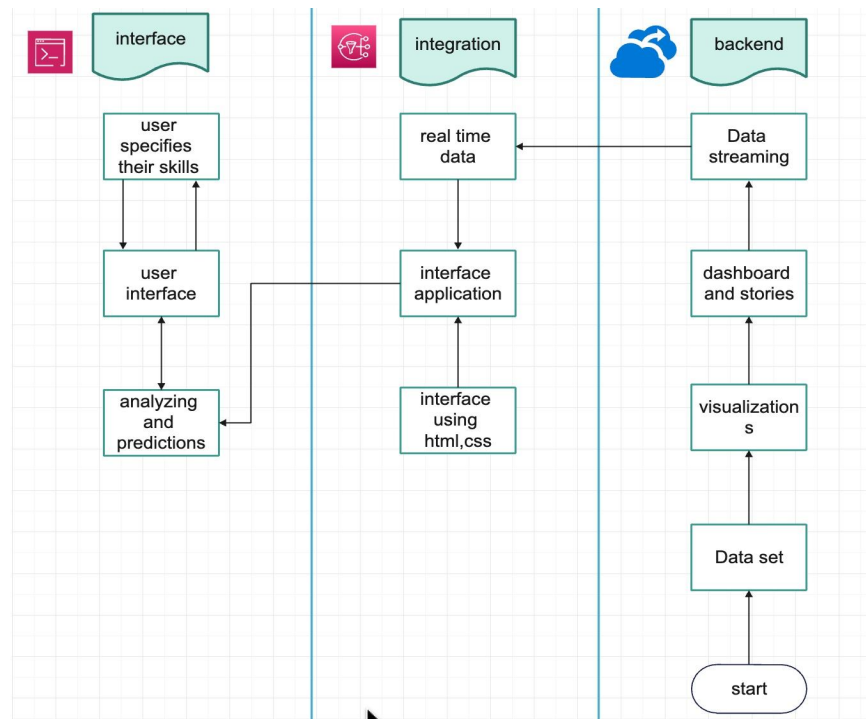 interface
integration
backend
user
specifies
their skills
real time
data
Data
streaming
user
interface
interface
application
dashboard
and stories
analyzing
and
predictions
interface
using
html,css
visualization
s
Data set
start